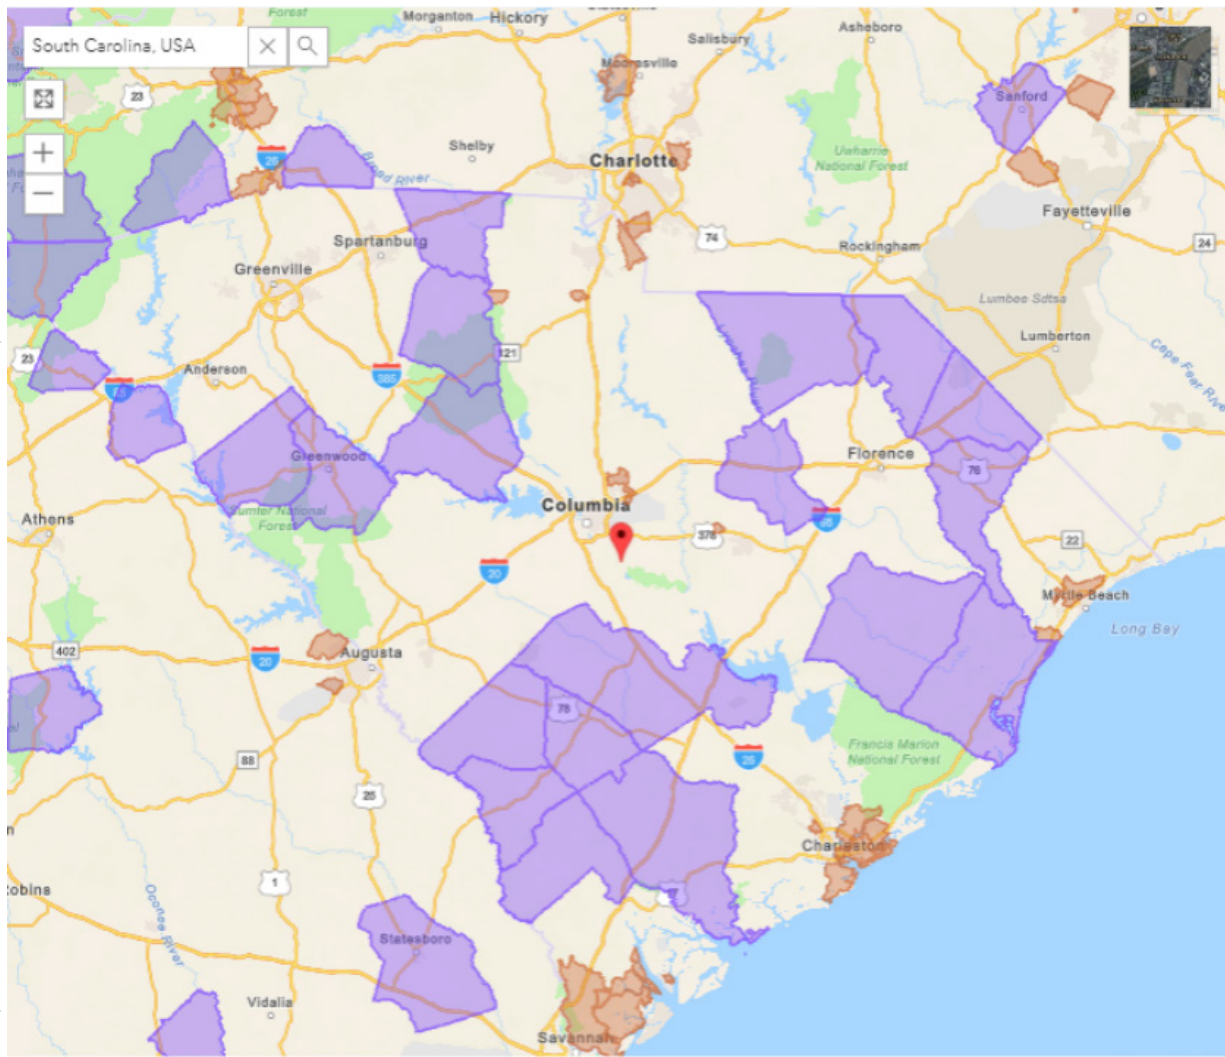 Forest
Morganton
Hickory
Asheboro
South Carolina, USA
Salisbury
Mooresville
23
Sanford
Shelby
Charlotte
Uwharrie
National Forest
26
Broad River
Fayetteville
Spartanburg
74
Rockingham
24
Greenville
Lumbee Sdtsa
Lumberton
23
121
Cape Fear River
Anderson
385
85
Greenwood
Florence
76
Sumter National
Forest
Columbia
Athens
95
378
22
20
Myrtle Beach
Long Bay
402
20
Augusta
78
Francis Marion
National Forest
88
26
25
Charleston
1
Oconee River
Statesboro
Vidalia
Savannah